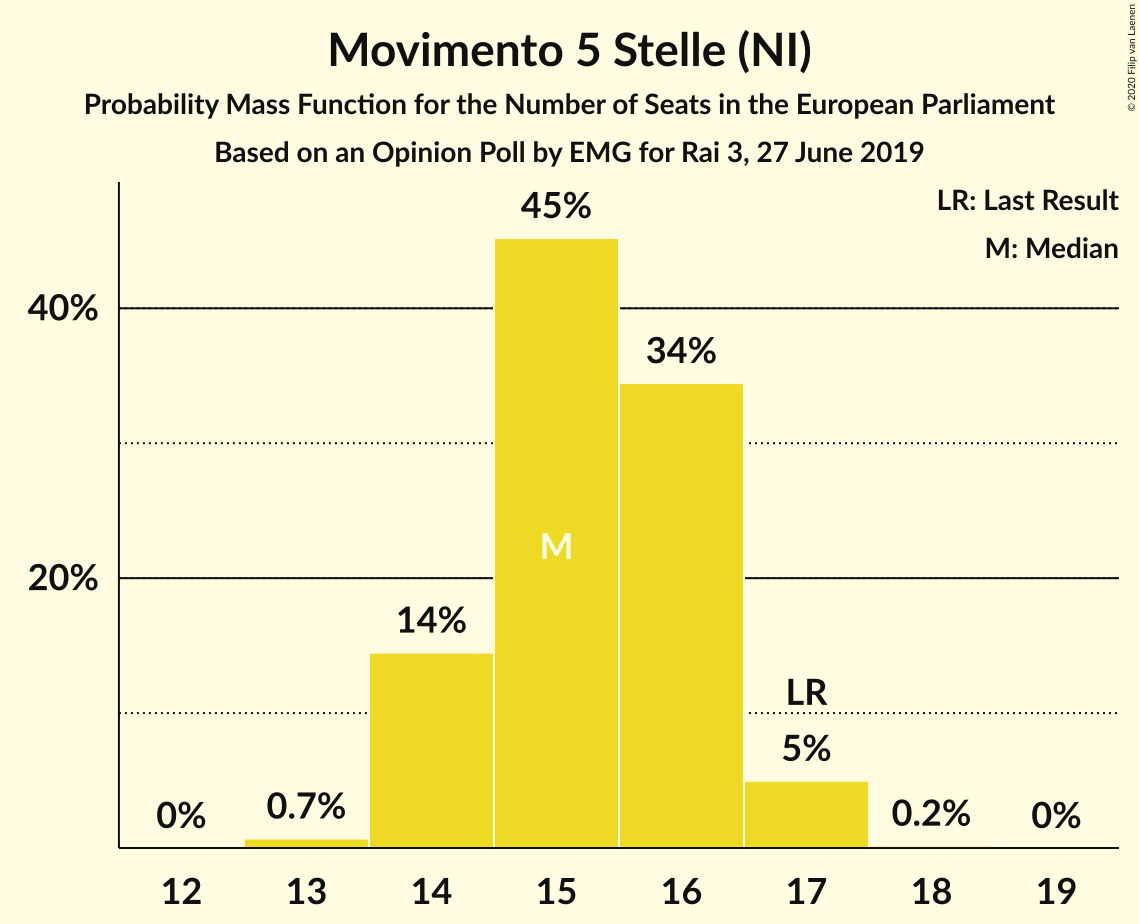 Movimento 5 Stelle (NI)
Probability Mass Function for the Number of Seats in the European Parliament
Based on an Opinion Poll by EMG for Rai 3, 27 June 2019
© 2020 Filip van Laenen
LR: Last Result
M: Median
45%
40%
34%
M
20%
14%
LR
5%
0%
0.7%
0.2%
0%
12 13 14 15 16 17 18 19